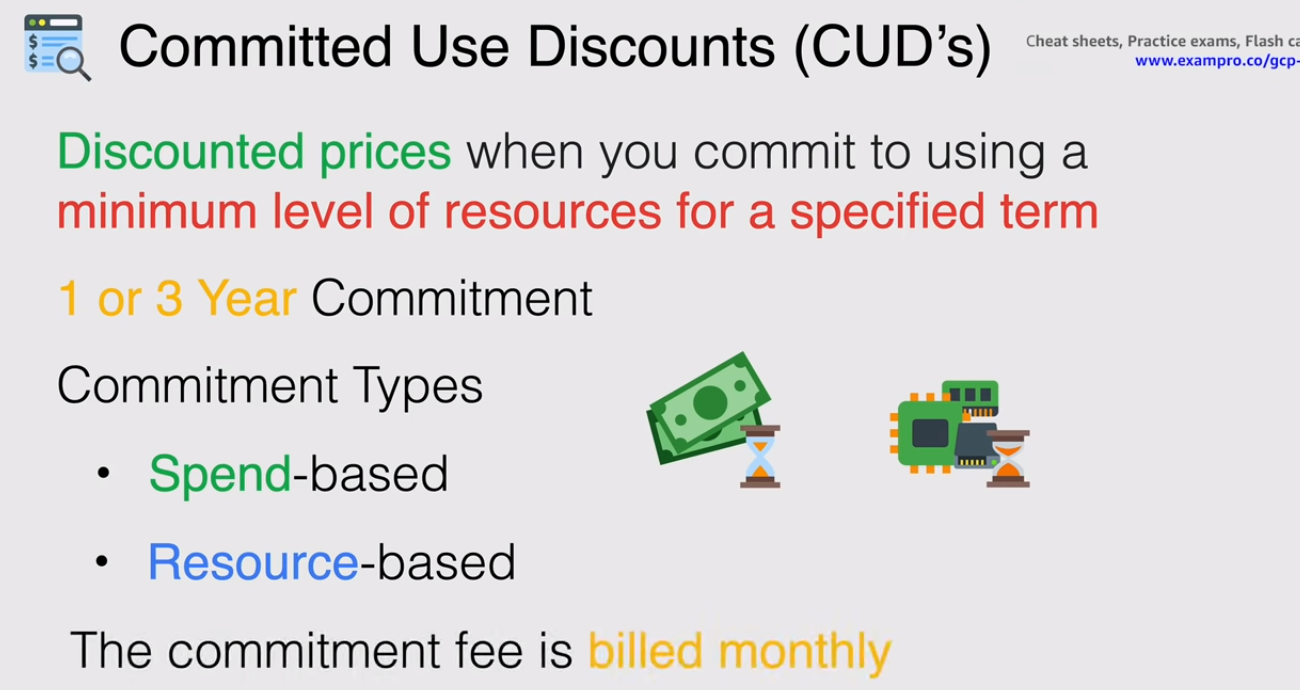 Committed Use Discounts (CUD's)
Cheat sheets, Practice exams, Flash
www.exampro.co/gcp-
Discounted prices when you commit to using a
minimum level of resources for a specified term
1 or 3 Year Commitment
Commitment Types
• Spend-based
• Resource-based
The commitment fee is billed monthly